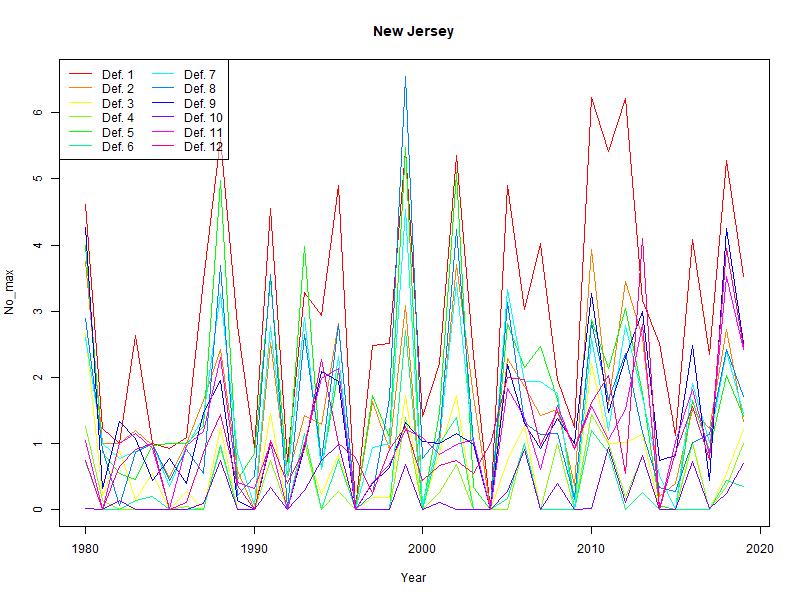 New Jersey
Def. 1
Def. 2
Def. 3
Def. 4
Def. 5
Def. 6
Def. 7
Def. 8
Def. 9
Def. 10
Def. 11
Def. 12
No_max
6
5
4
3
2
1
0
1980
1990
2000
2010
2020
Year